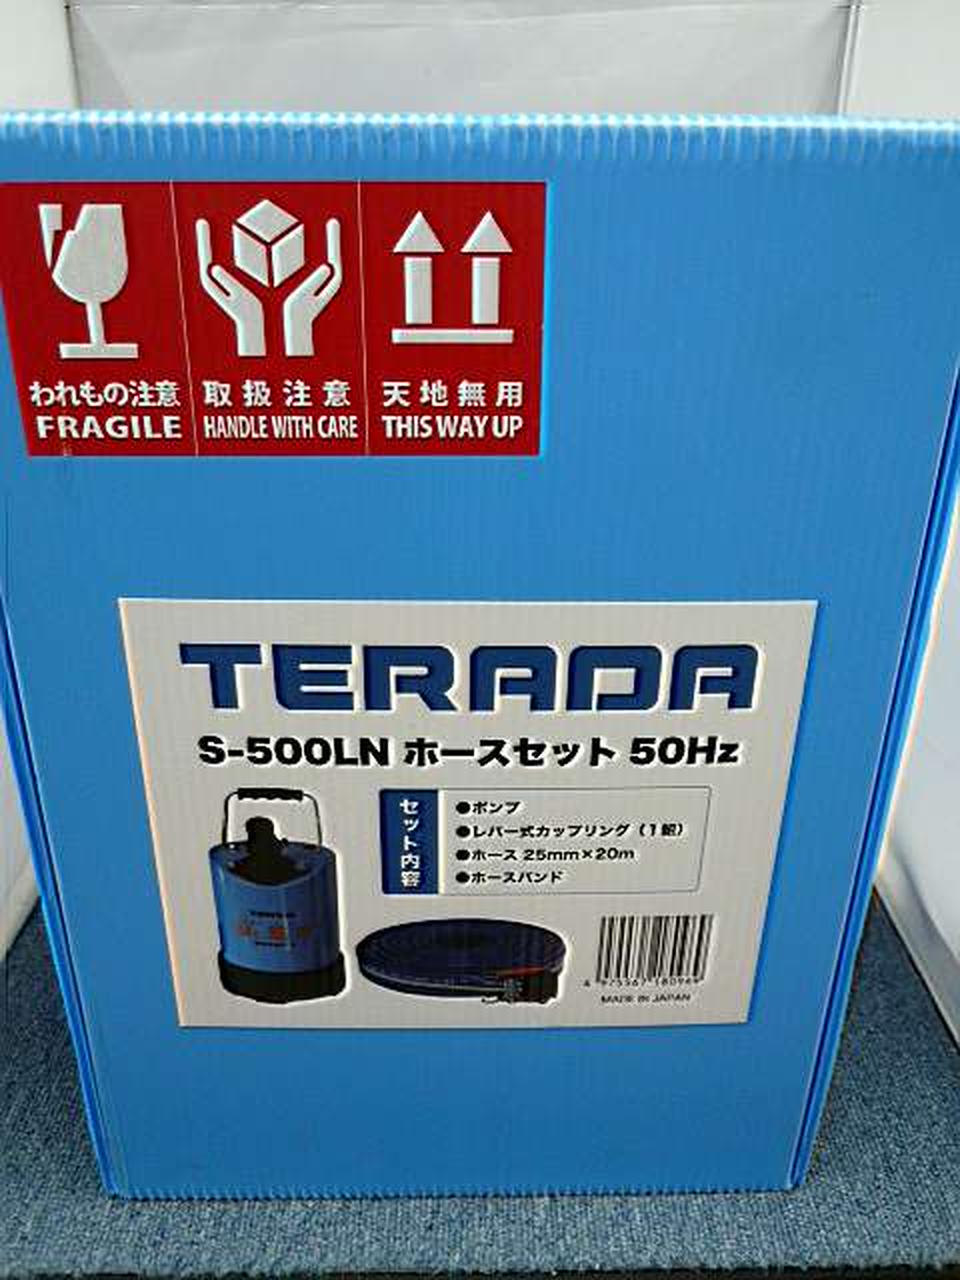 われもの注意
FRAGILE
取扱注意
HANDLE WITH CARE
天地無用
THIS WAY UP
TERADA
S-500LN ホースセット 50Hz
セット内容
●ポンプ
●レバー式カップリング（1組）
●ホース 25mm×20m
●ホースバンド
MADE IN JAPAN